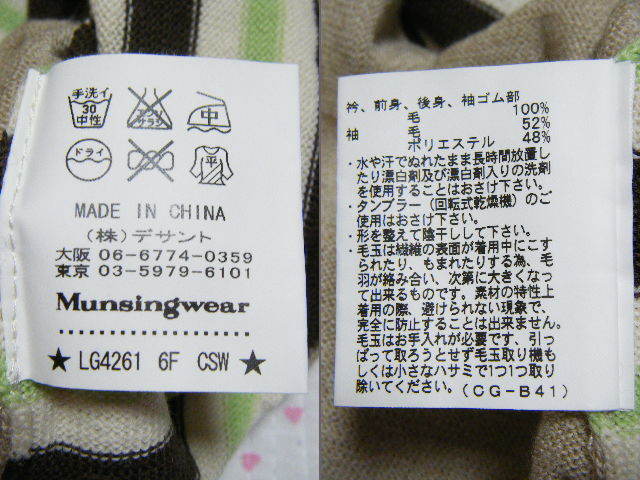 手洗イ
30
中性
エンソ
サラシ
中
ドライ
平
MADE IN CHINA
(株)デサント
大阪 06-6774-0359
東京 03-5979-6101
Munsingwear
★ LG4261 6F CSW ★
衿、前身、後身、袖ゴム部
毛 100%
袖 毛 52%
ポリエステル 48%
・水や汗でぬれたまま長時間放置し
たり漂白剤及び漂白剤入りの洗剤
を使用することはおさけ下さい。
・タンブラー(回転式乾燥機)のご
使用はおさけ下さい。
・形を整えて陰干しして下さい。
・毛玉は繊維の表面が着用中にこす
られたり、もまれたりする為、毛
羽が絡み合い、次第に大きくなっ
て出来るものです。素材の特性上
着用の際、避けられない現象で、
完全に防止することは出来ません。
毛玉はお手入れが必要です、引っ
ぱって取ろうとせず毛玉取り機も
しくは小さなハサミで1つ1つ取り
除いてください。(CG-B41)